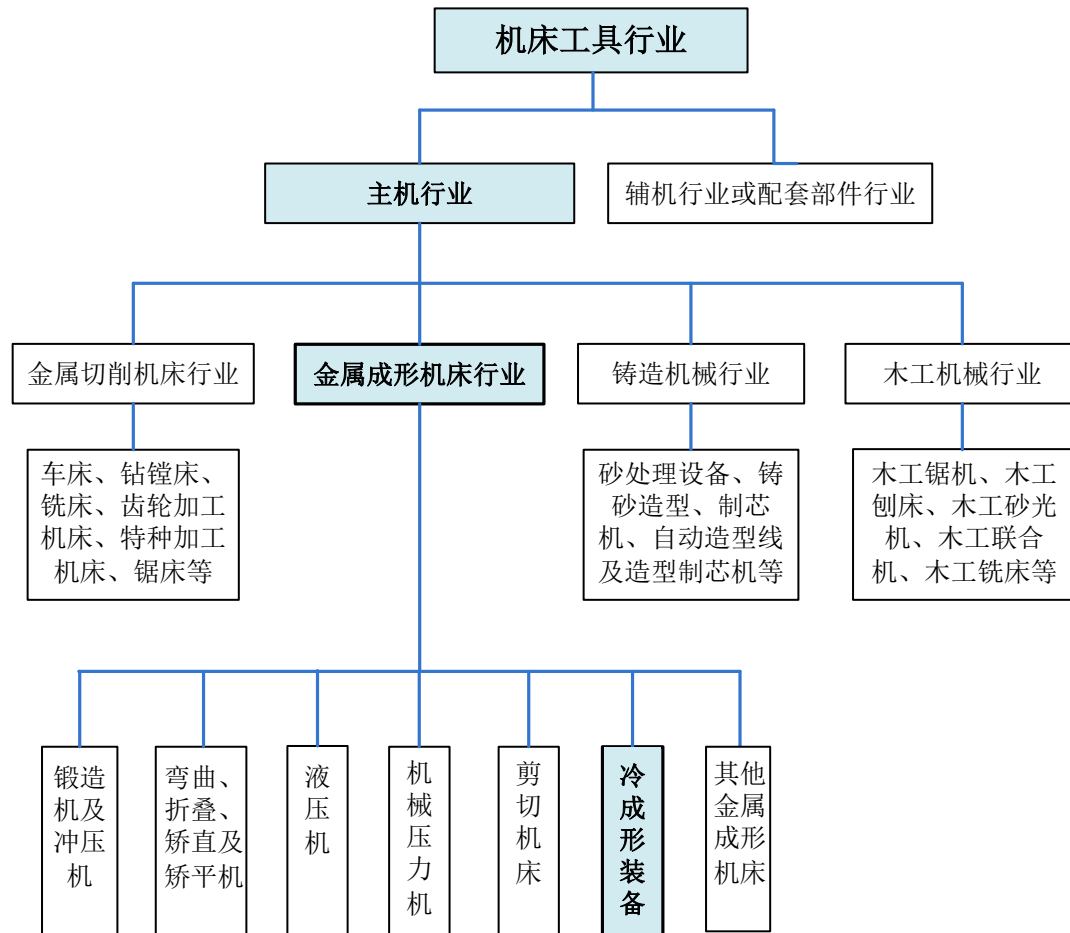 机床工具行业
主机行业
辅机行业或配套部件行业
金属切削机床行业
金属成形机床行业
铸造机械行业
木工机械行业
车床、钻镗床、
铣床、齿轮加工
机床、特种加工
机床、锯床等
砂处理设备、铸
砂造型、制芯
机、自动造型线
及造型制芯机等
木工锯机、木工
刨床、木工砂光
机、木工联合
机、木工铣床等
锻造
机及
冲压
机
弯曲、
折叠、
矫直及
矫平机
液
压
机
机
械
压
力
机
剪
切
机
床
冷
成
形
装
备
其他
金属
成形
机床